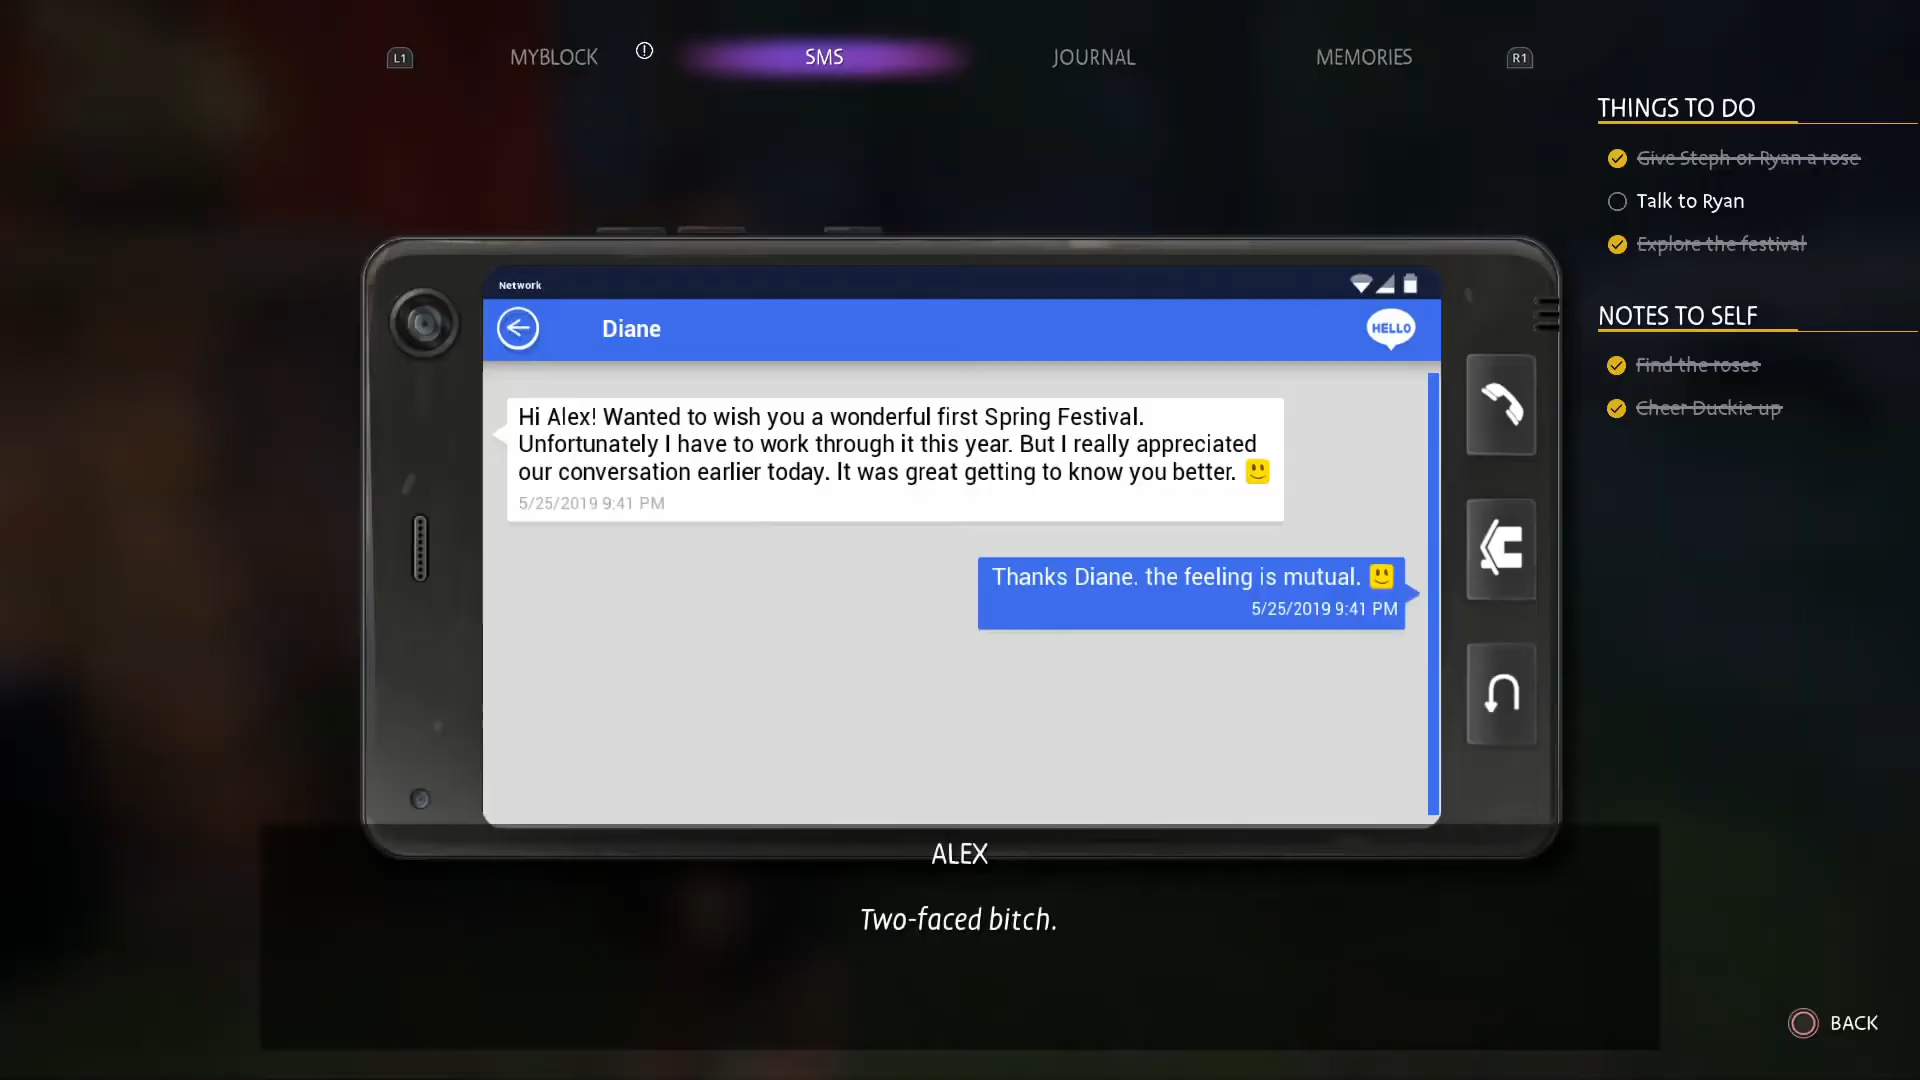 L1
MYBLOCK
SMS
JOURNAL
MEMORIES
R1
THINGS TO DO
Give Steph or Ryan a rose
Talk to Ryan
Explore the festival
NOTES TO SELF
Find the roses
Cheer Duckie up
Network
Diane
HELLO
Hi Alex! Wanted to wish you a wonderful first Spring Festival.
Unfortunately I have to work through it this year. But I really appreciated
our conversation earlier today. It was great getting to know you better. 🙂
5/25/2019 9:41 PM
Thanks Diane. the feeling is mutual. 🙂
5/25/2019 9:41 PM
ALEX
Two-faced bitch.
BACK